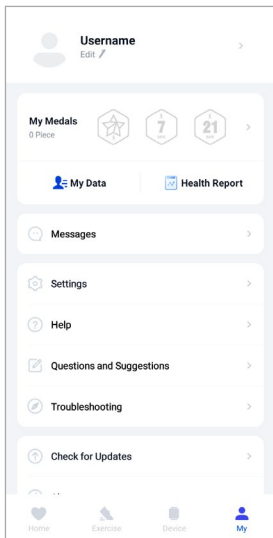 Username
Edit
My Medals
0 Piece
7
21
My Data
Health Report
Messages
Settings
Help
Questions and Suggestions
Troubleshooting
Check for Updates
Home
Exercise
Device
My